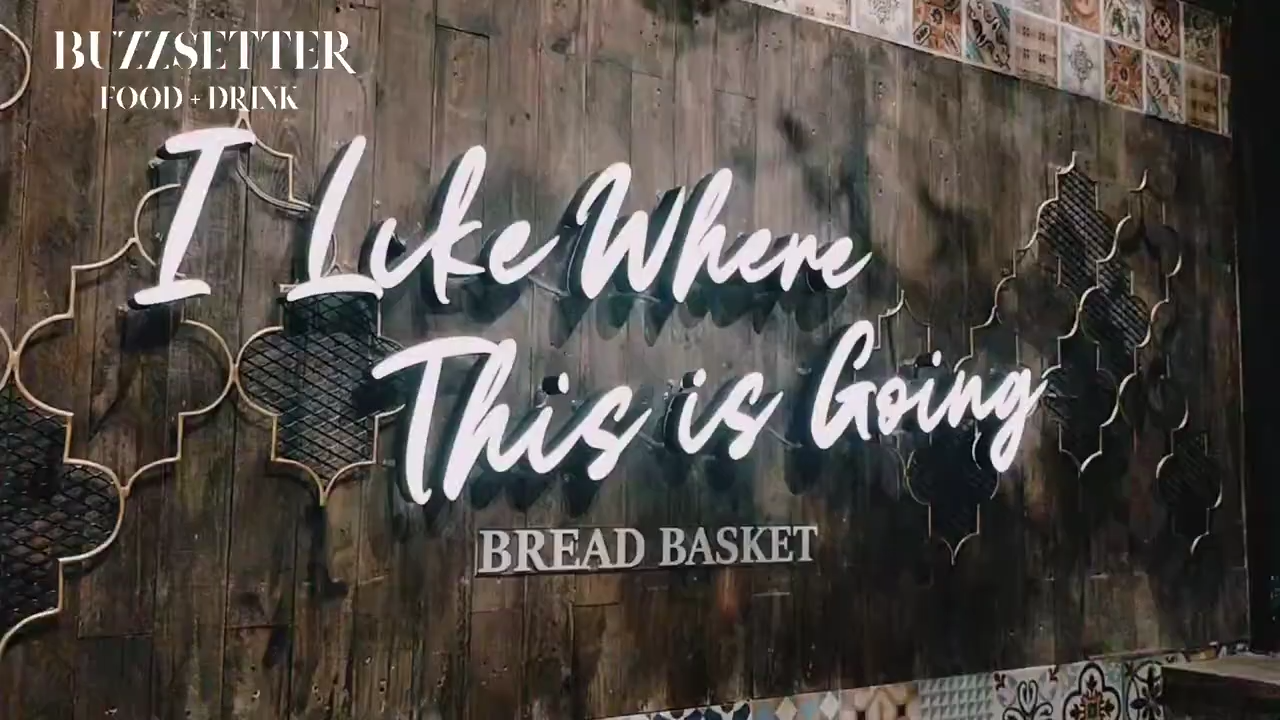 BUZZSETTER
FOOD + DRINK
I Like Where
This is Going
BREAD BASKET